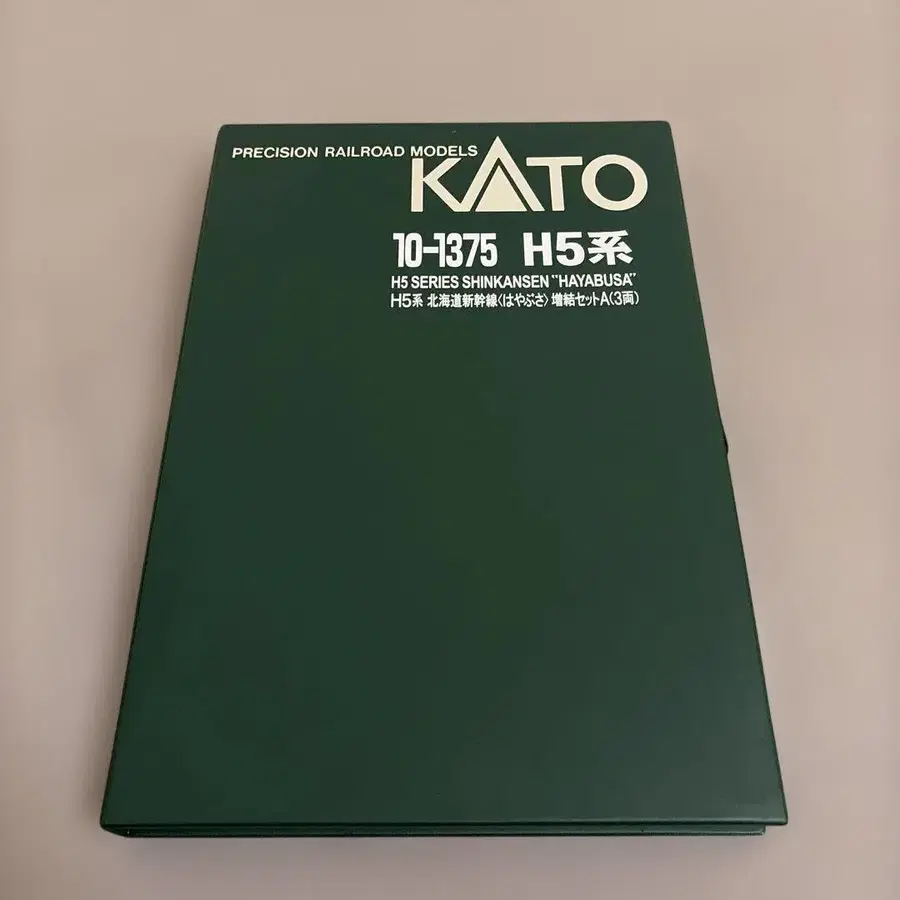 PRECISION RAILROAD MODELS
KATO
10-1375 H5系
H5 SERIES SHINKANSEN "HAYABUSA"
H5系 北海道新幹線〈はやぶさ〉増結セットA(3両)